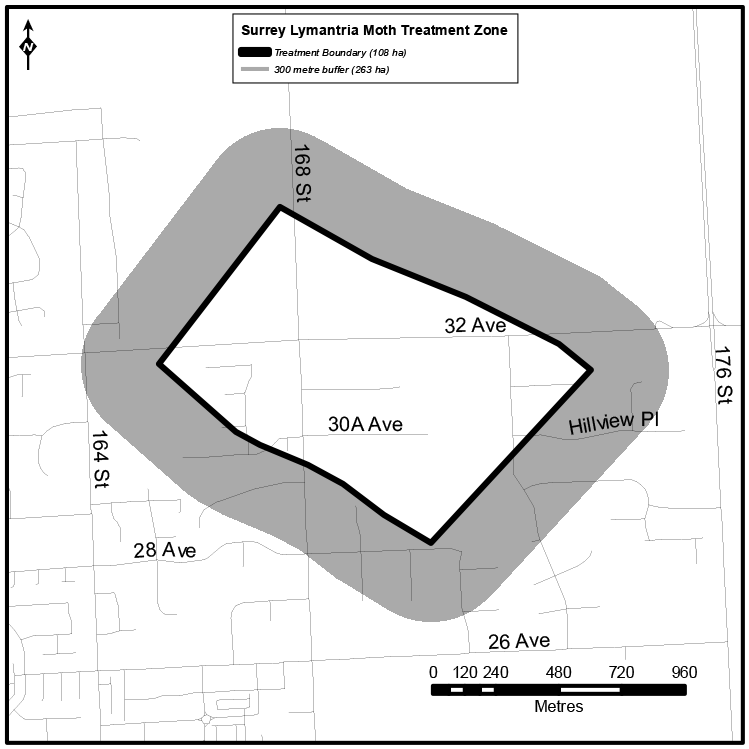 N
Surrey Lymantria Moth Treatment Zone
Treatment Boundary (108 ha)
300 metre buffer (263 ha)
168 St
32 Ave
176 St
30A Ave
Hillview Pl
164 St
28 Ave
26 Ave
0 120 240 480 720 960
Metres